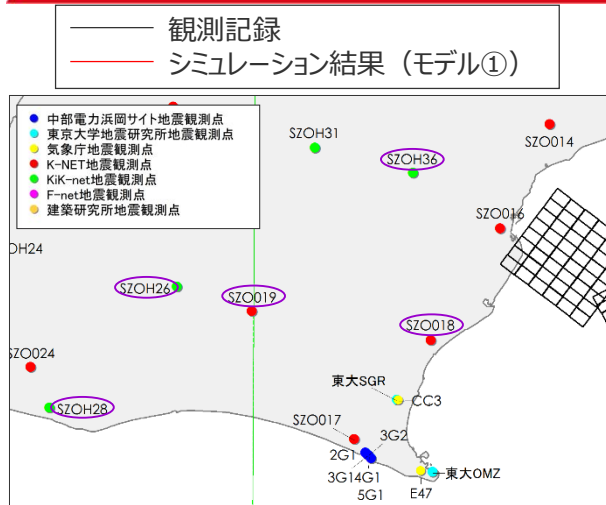 観測記録
シミュレーション結果（モデル①）
中部電力浜岡サイト地震観測点
東京大学地震研究所地震観測点
気象庁地震観測点
K-NET地震観測点
KiK-net地震観測点
F-net地震観測点
建築研究所地震観測点
SZO014
SZOH31
SZOH36
SZO016
OH24
SZOH26
SZO019
SZO018
SZO024
東大SGR
CC3
SZOH28
SZO017
3G2
2G1
3G14G1
東大OMZ
5G1
E47